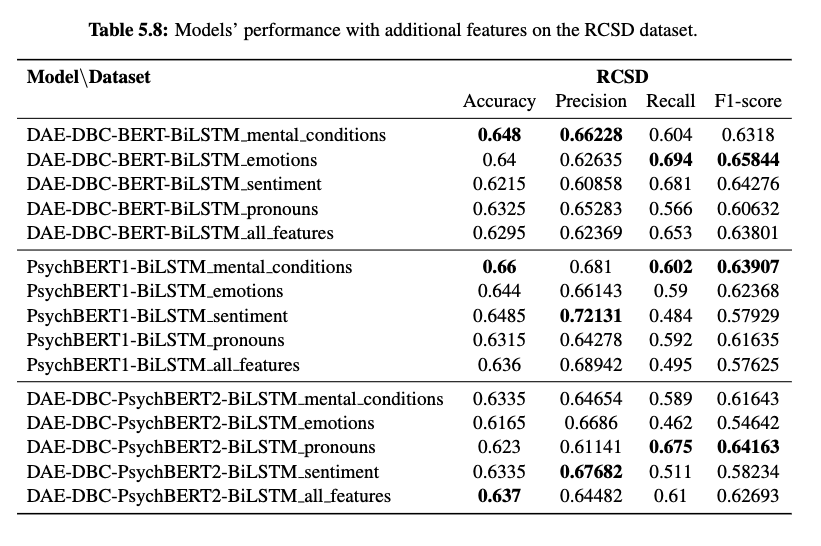 Table 5.8: Models' performance with additional features on the RCSD dataset.
Model\Dataset RCSD
Accuracy Precision Recall F1-score
DAE-DBC-BERT-BiLSTM_mental_conditions 0.648 0.66228 0.604 0.6318
DAE-DBC-BERT-BiLSTM_emotions 0.64 0.62635 0.694 0.65844
DAE-DBC-BERT-BiLSTM_sentiment 0.6215 0.60858 0.681 0.64276
DAE-DBC-BERT-BiLSTM_pronouns 0.6325 0.65283 0.566 0.60632
DAE-DBC-BERT-BiLSTM_all_features 0.6295 0.62369 0.653 0.63801
PsychBERT1-BiLSTM_mental_conditions 0.66 0.681 0.602 0.63907
PsychBERT1-BiLSTM_emotions 0.644 0.66143 0.59 0.62368
PsychBERT1-BiLSTM_sentiment 0.6485 0.72131 0.484 0.57929
PsychBERT1-BiLSTM_pronouns 0.6315 0.64278 0.592 0.61635
PsychBERT1-BiLSTM_all_features 0.636 0.68942 0.495 0.57625
DAE-DBC-PsychBERT2-BiLSTM_mental_conditions 0.6335 0.64654 0.589 0.61643
DAE-DBC-PsychBERT2-BiLSTM_emotions 0.6165 0.6686 0.462 0.54642
DAE-DBC-PsychBERT2-BiLSTM_pronouns 0.623 0.61141 0.675 0.64163
DAE-DBC-PsychBERT2-BiLSTM_sentiment 0.6335 0.67682 0.511 0.58234
DAE-DBC-PsychBERT2-BiLSTM_all_features 0.637 0.64482 0.61 0.62693